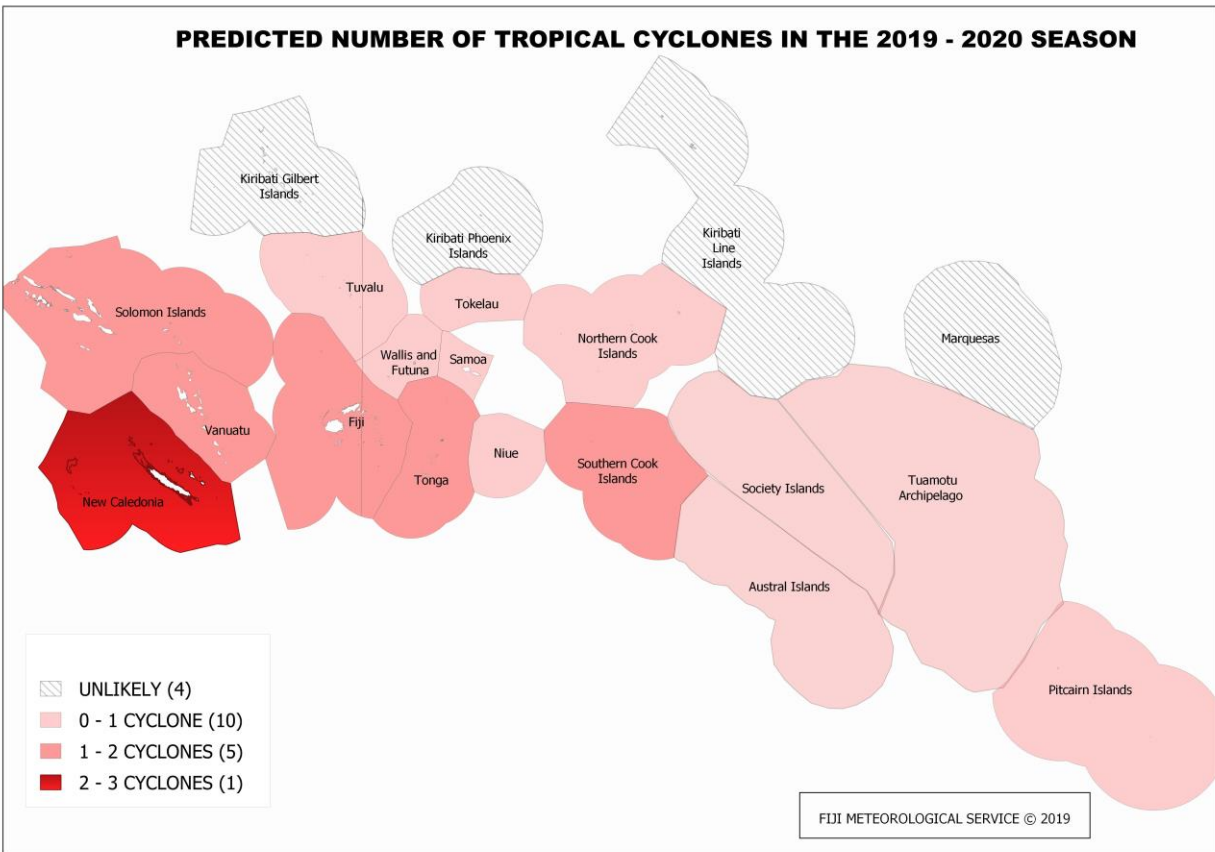 PREDICTED NUMBER OF TROPICAL CYCLONES IN THE 2019 - 2020 SEASON
Kiribati Gilbert
Islands
Kiribati Phoenix
Islands
Kiribati
Line
Islands
Tuvalu
Tokelau
Solomon Islands
Northern Cook
Islands
Marquesas
Wallis and
Futuna
Samoa
Vanuatu
Fiji
Niue
Tonga
Southern Cook
Islands
Society Islands
Tuamotu
Archipelago
New Caledonia
Austral Islands
Pitcairn Islands
UNLIKELY (4)
0 - 1 CYCLONE (10)
1 - 2 CYCLONES (5)
2 - 3 CYCLONES (1)
FIJI METEOROLOGICAL SERVICE © 2019